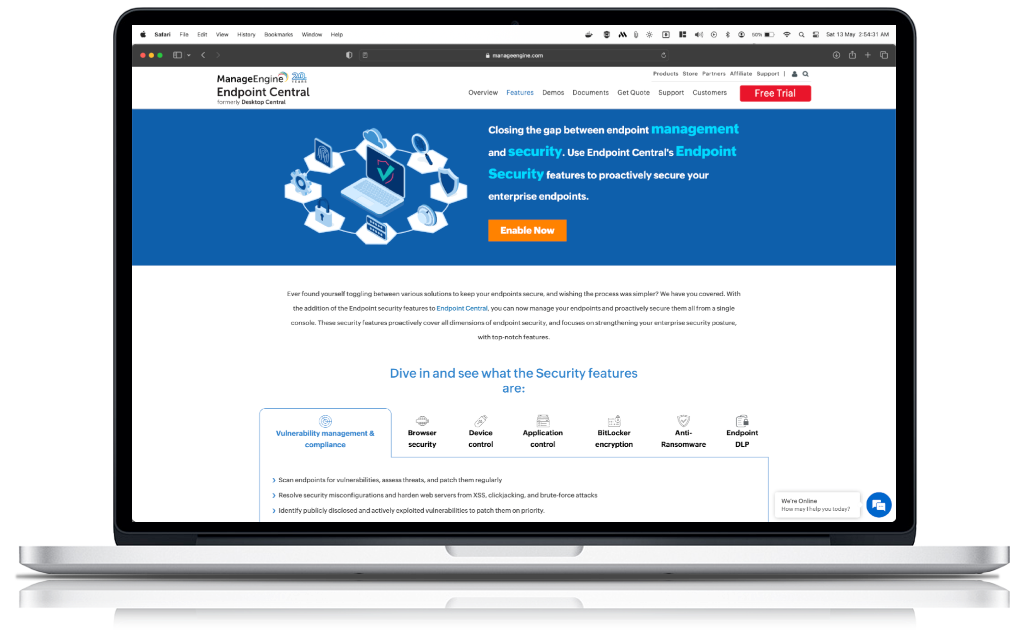 Safari File Edit View History Bookmarks Window Help 50% Sat 13 May 2:54:31 AM
manageengine.com
ManageEngine 20 YEARS
Products Store Partners Affiliate Support |
Endpoint Central
formerly Desktop Central
Overview Features Demos Documents Get Quote Support Customers Free Trial
Closing the gap between endpoint management
and security. Use Endpoint Central's Endpoint
Security features to proactively secure your
enterprise endpoints.
Enable Now
Ever found yourself toggling between various solutions to keep your endpoints secure, and wishing the process was simpler? We have you covered. With
the addition of the Endpoint security features to Endpoint Central, you can now manage your endpoints and proactively secure them all from a single
console. These security features proactively cover all dimensions of endpoint security, and focuses on strengthening your enterprise security posture,
with top-notch features.
Dive in and see what the Security features
are:
Vulnerability management &
compliance
Browser
security
Device
control
Application
control
BitLocker
encryption
Anti-
Ransomware
Endpoint
DLP
Scan endpoints for vulnerabilities, assess threats, and patch them regularly
Resolve security misconfigurations and harden web servers from XSS, clickjacking, and brute-force attacks
Identify publicly disclosed and actively exploited vulnerabilities to patch them on priority.
We're Online
How may I help you today?